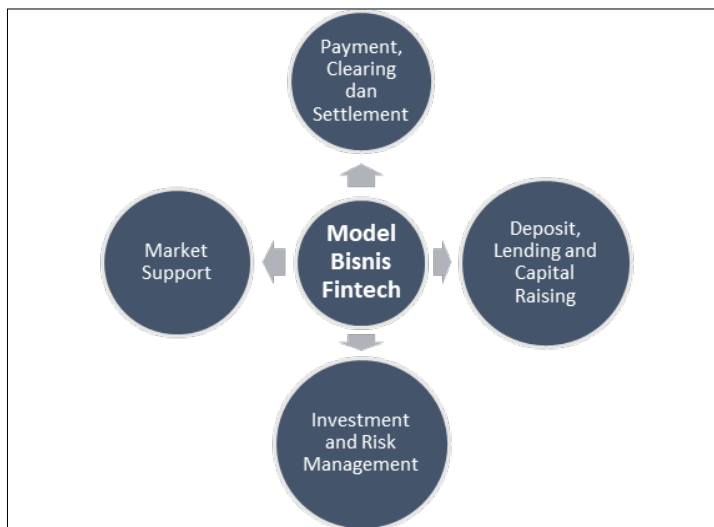 Payment,
Clearing
dan
Settlement
Market
Support
Model
Bisnis
Fintech
Deposit,
Lending and
Capital
Raising
Investment
and Risk
Management